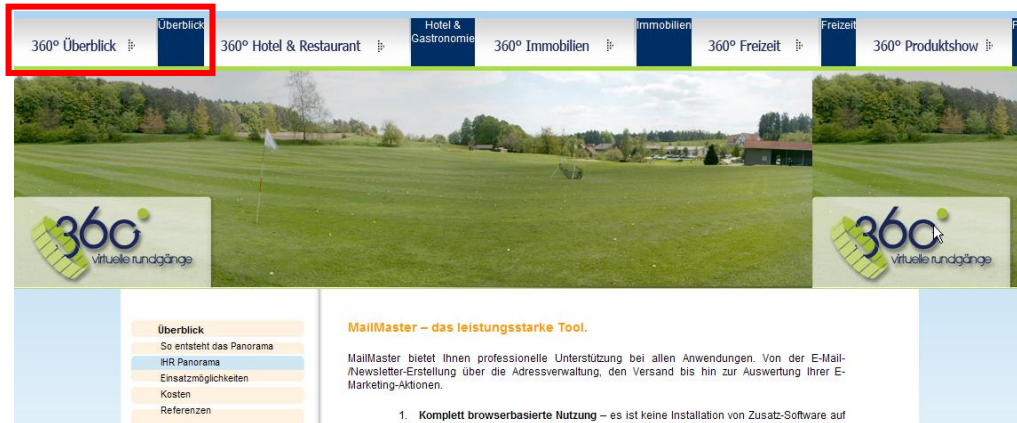 360° Überblick
Überblick
360° Hotel & Restaurant
Hotel &
Gastronomie
360° Immobilien
Immobilien
360° Freizeit
Freizeit
360° Produktshow
360°
virtuelle rundgänge
360°
virtuelle rundgänge
Überblick
So entsteht das Panorama
IHR Panorama
Einsatzmöglichkeiten
Kosten
Referenzen
MailMaster – das leistungsstarke Tool.
MailMaster bietet Ihnen professionelle Unterstützung bei allen Anwendungen. Von der E-Mail-
/Newsletter-Erstellung über die Adressverwaltung, den Versand bis hin zur Auswertung Ihrer E-
Marketing-Aktionen.
1. Komplett browserbasierte Nutzung – es ist keine Installation von Zusatz-Software auf